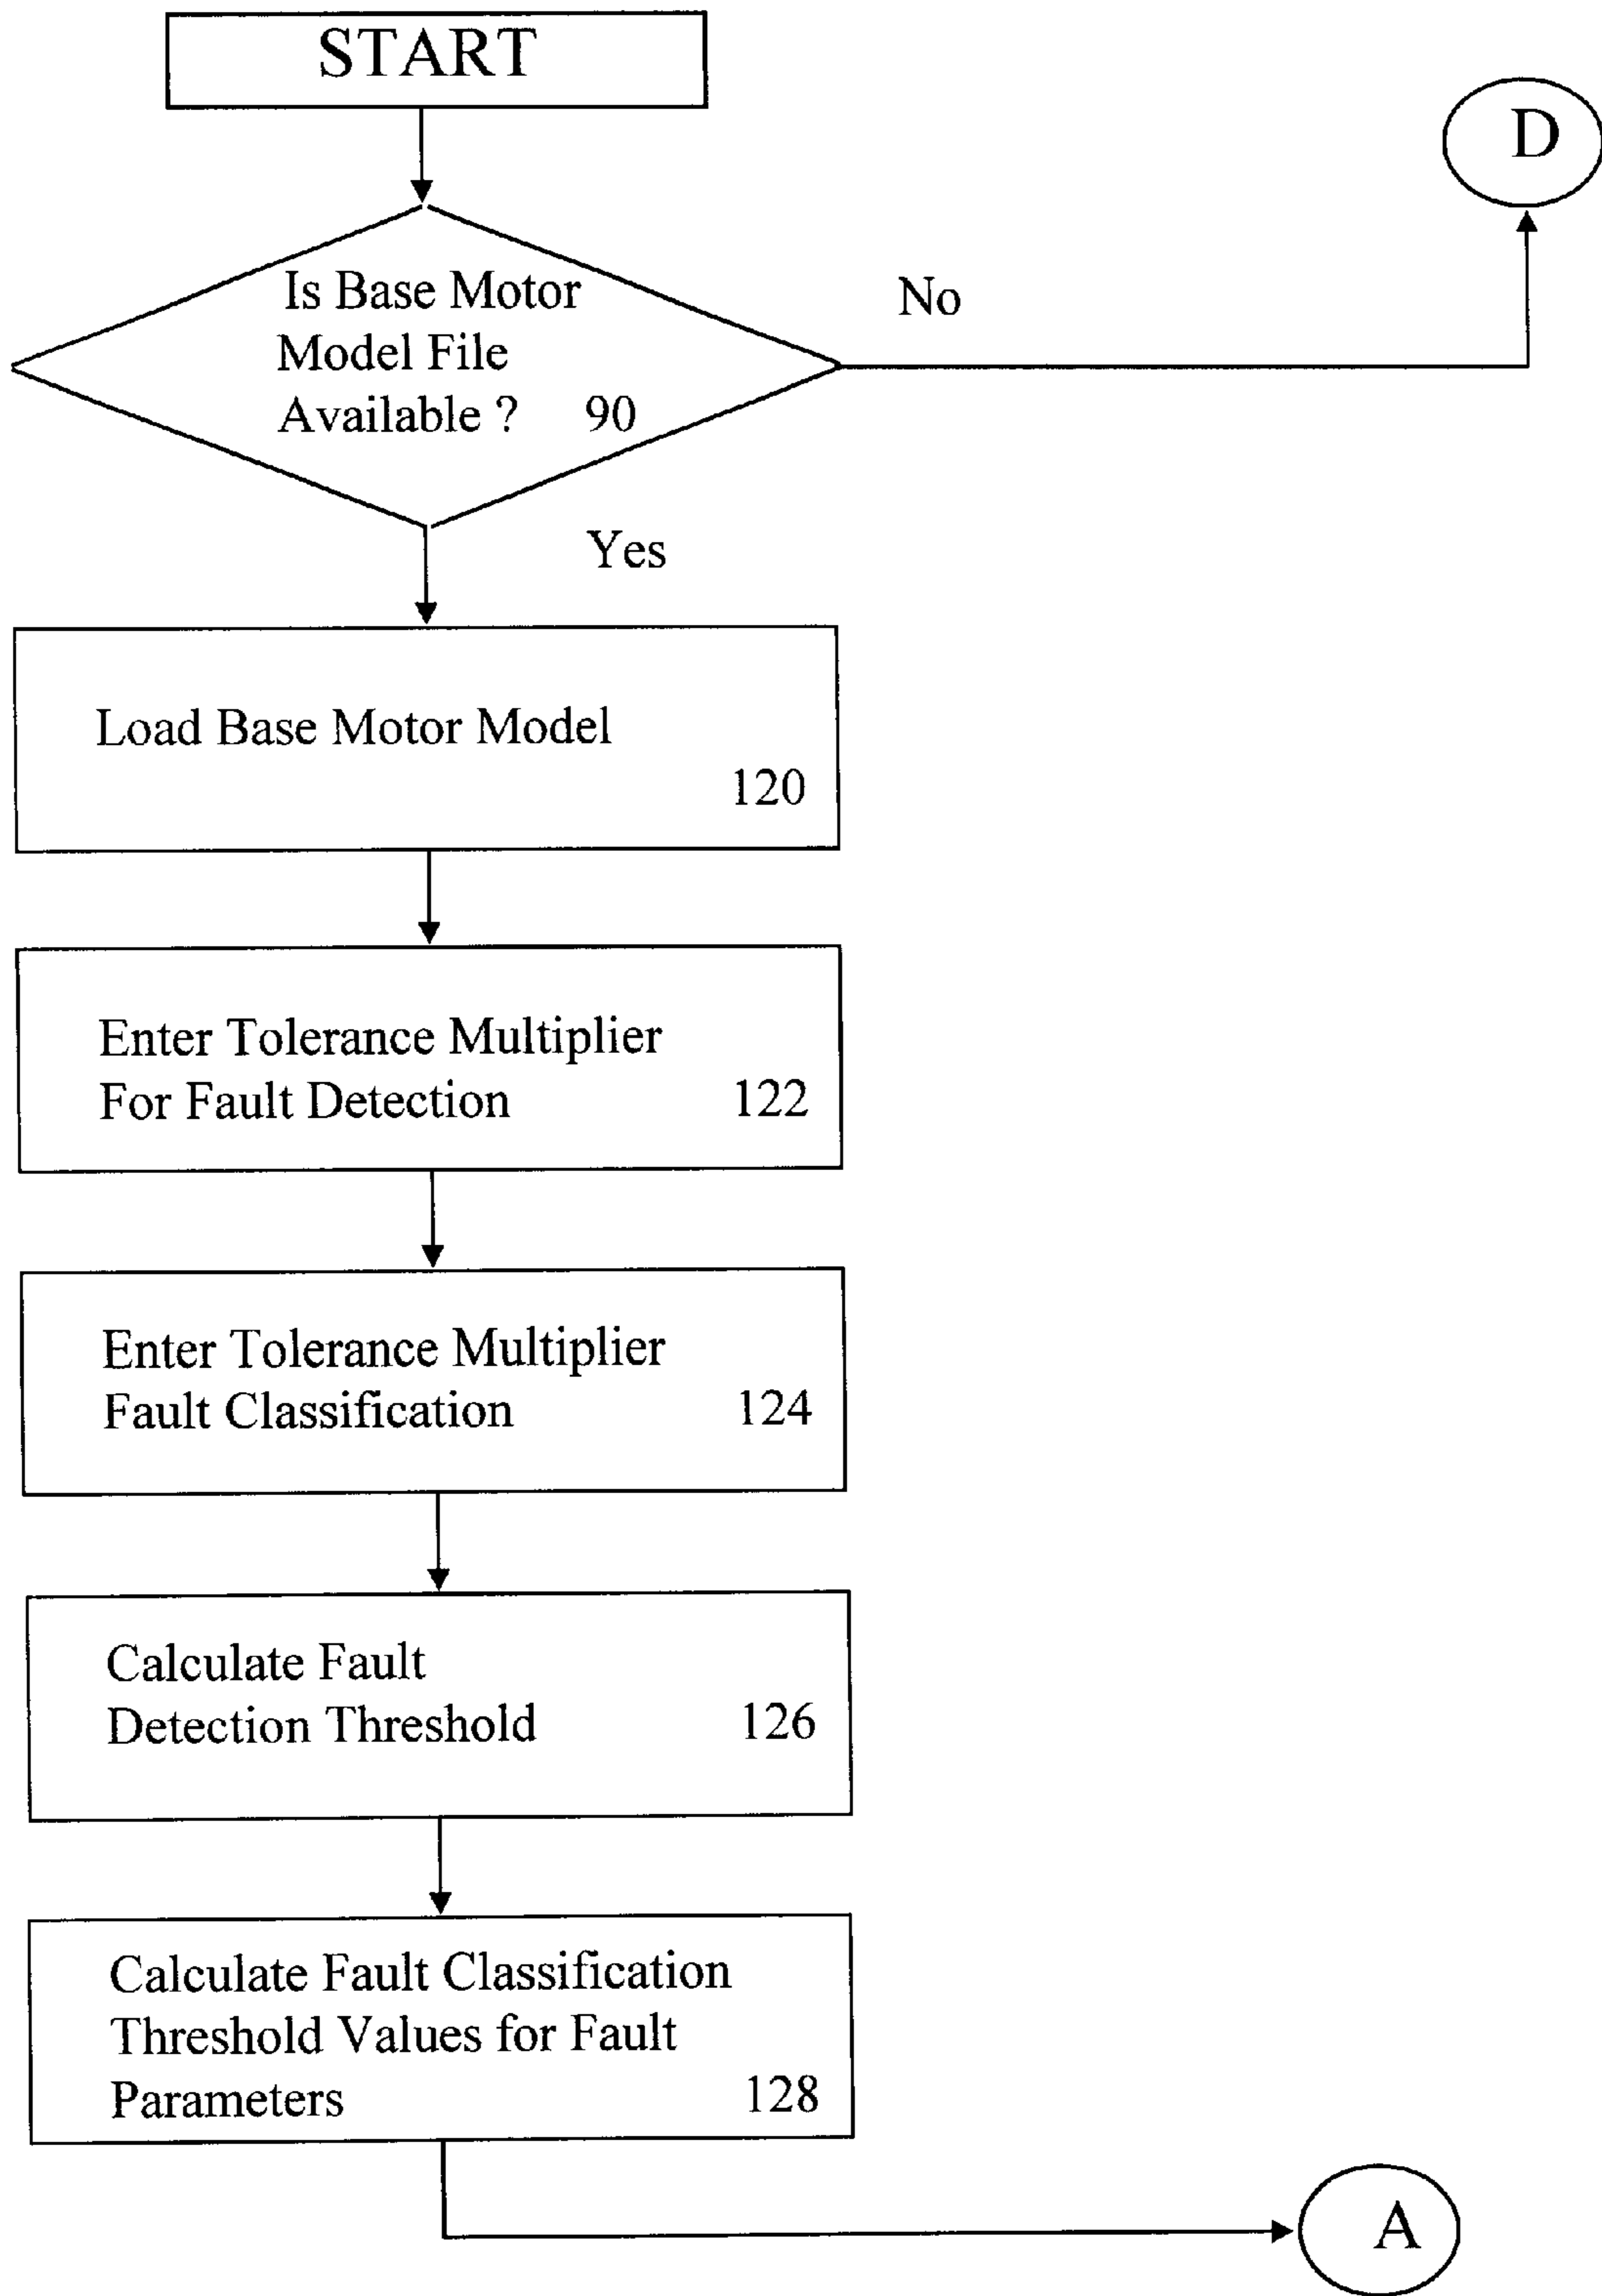 START
D
Is Base Motor
Model File
Available ? 90
No
Yes
Load Base Motor Model
120
Enter Tolerance Multiplier
For Fault Detection 122
Enter Tolerance Multiplier
Fault Classification 124
Calculate Fault
Detection Threshold 126
Calculate Fault Classification
Threshold Values for Fault
Parameters 128
A